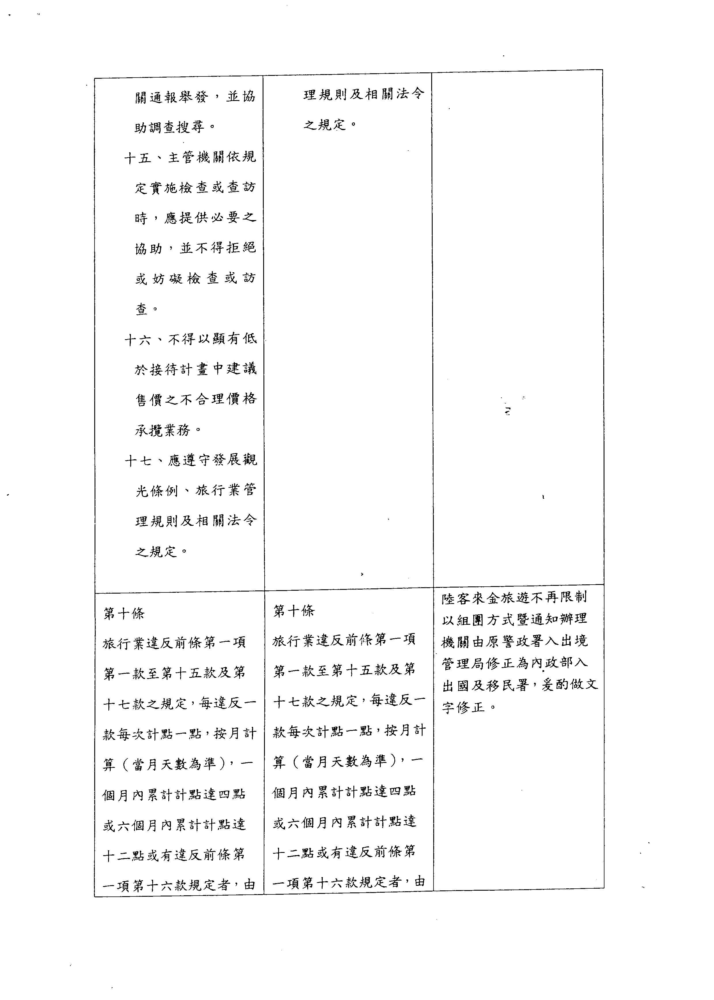 關通報舉發，並協
助調查搜尋。
十五、主管機關依規
定實施檢查或查訪
時，應提供必要之
協助，並不得拒絕
或妨礙檢查或訪
查。
十六、不得以顯有低
於接待計畫中建議
售價之不合理價格
承攬業務。
十七、應遵守發展觀
光條例、旅行業管
理規則及相關法令
之規定。
理規則及相關法令
之規定。
第十條
旅行業違反前條第一項
第一款至第十五款及第
十七款之規定，每違反一
款每次計點一點，按月計
算（當月天數為準），一
個月內累計計點達四點
或六個月內累計計點達
十二點或有違反前條第
一項第十六款規定者，由
第十條
旅行業違反前條第一項
第一款至第十五款及第
十七款之規定，每違反一
款每次計點一點，按月計
算（當月天數為準），一
個月內累計計點達四點
或六個月內累計計點達
十二點或有違反前條第
一項第十六款規定者，由
陸客來金旅遊不再限制
以組團方式暨通知辦理
機關由原警政署入出境
管理局修正為內政部入
出國及移民署，爰酌做文
字修正。